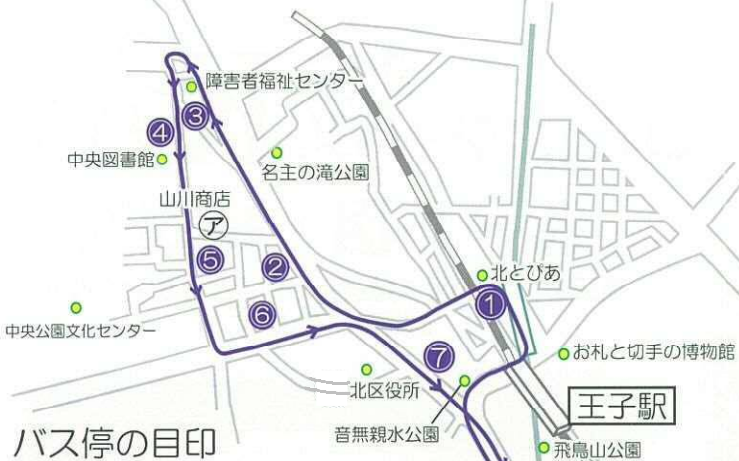 障害者福祉センター
③
④
中央図書館
名主の滝公園
山川商店
㋐
⑤
②
北とぴあ
①
⑥
中央公園文化センター
⑦
お札と切手の博物館
北区役所
王子駅
音無親水公園
バス停の目印
飛鳥山公園